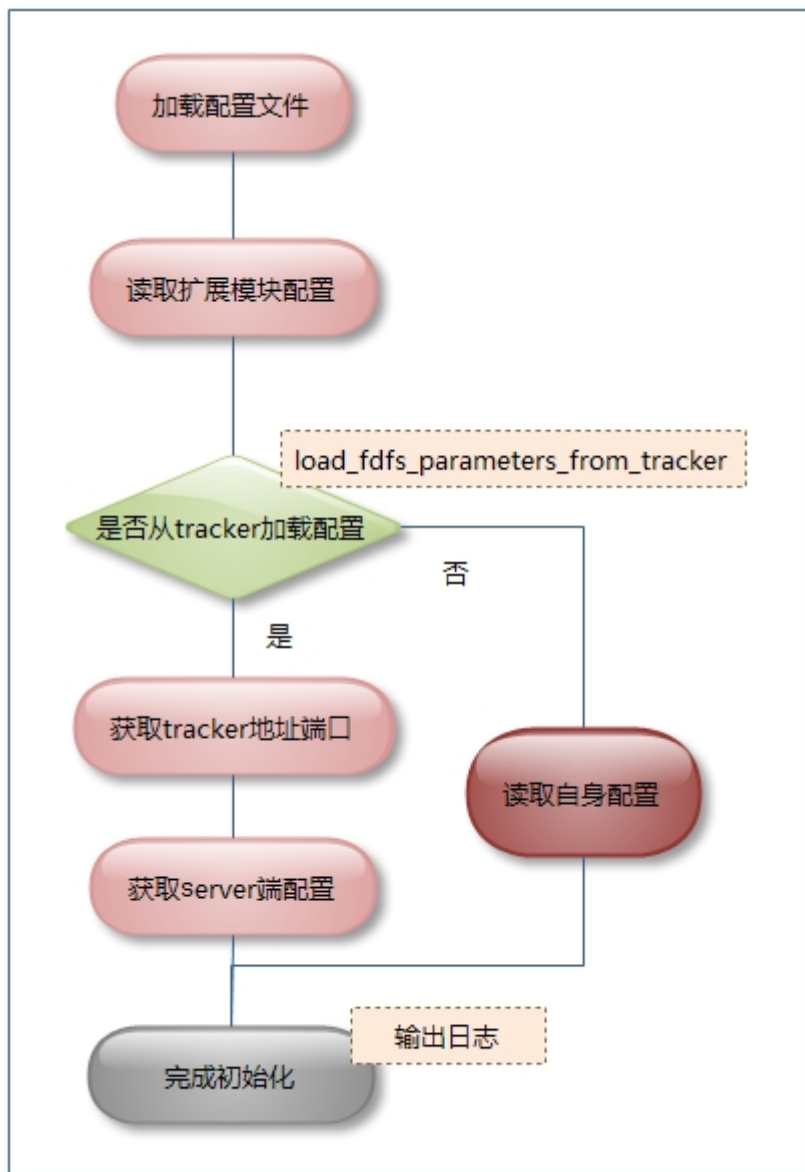 加载配置文件
读取扩展模块配置
load_fdfs_parameters_from_tracker
是否从tracker加载配置
否
是
获取tracker地址端口
读取自身配置
获取server端配置
输出日志
完成初始化